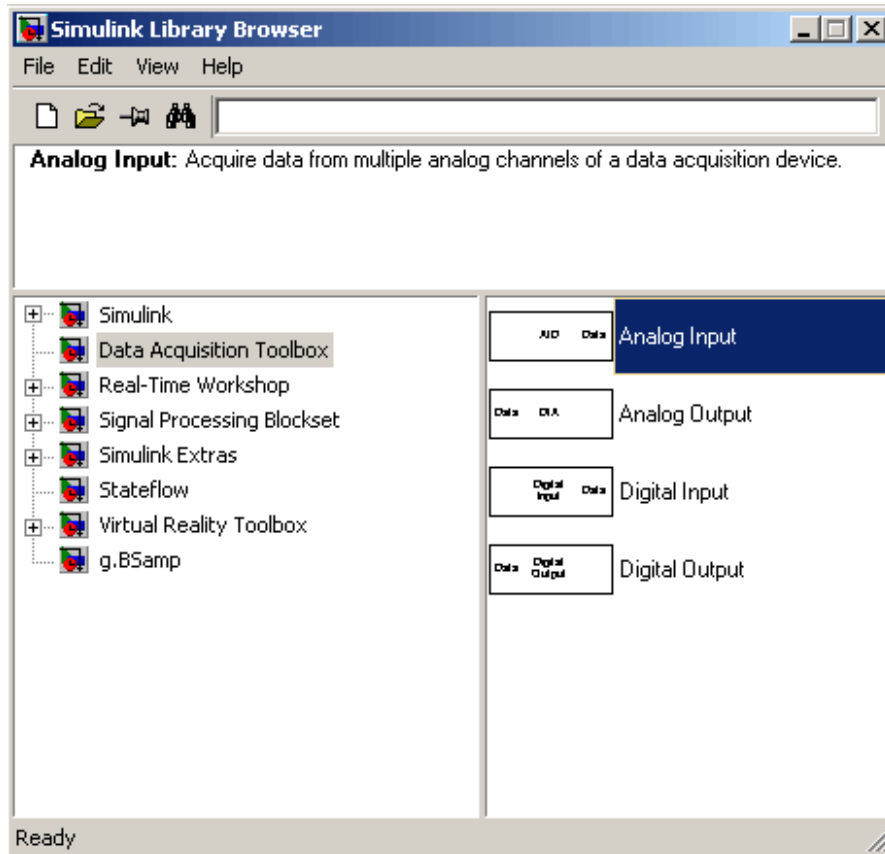 Simulink Library Browser
File Edit View Help
Analog Input: Acquire data from multiple analog channels of a data acquisition device.
Simulink
Data Acquisition Toolbox
Real-Time Workshop
Signal Processing Blockset
Simulink Extras
Stateflow
Virtual Reality Toolbox
g.BSamp
A/D Data Analog Input
Data D/A Analog Output
Digital Input Data Digital Input
Data Digital Output Digital Output
Ready